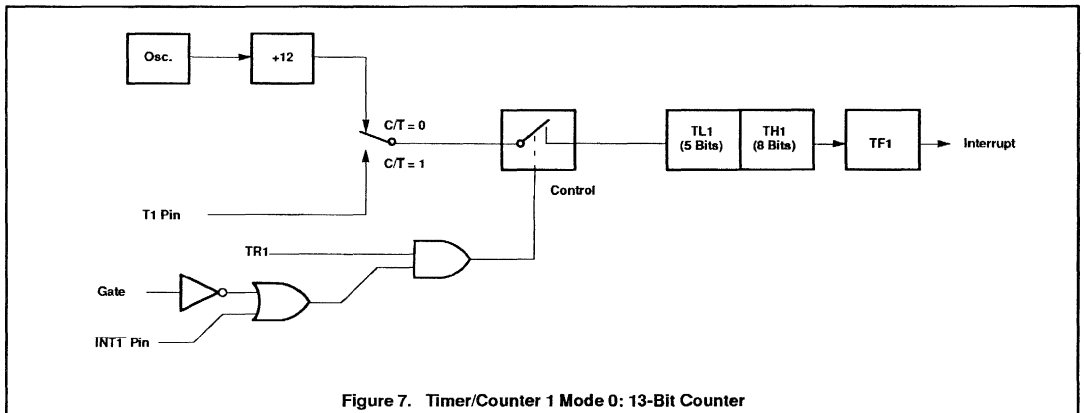 Osc.
+12
C/T = 0
C/T = 1
T1 Pin
TR1
Gate
INT1 Pin
Control
TL1
(5 Bits)
TH1
(8 Bits)
TF1
Interrupt
Figure 7. Timer/Counter 1 Mode 0: 13-Bit Counter